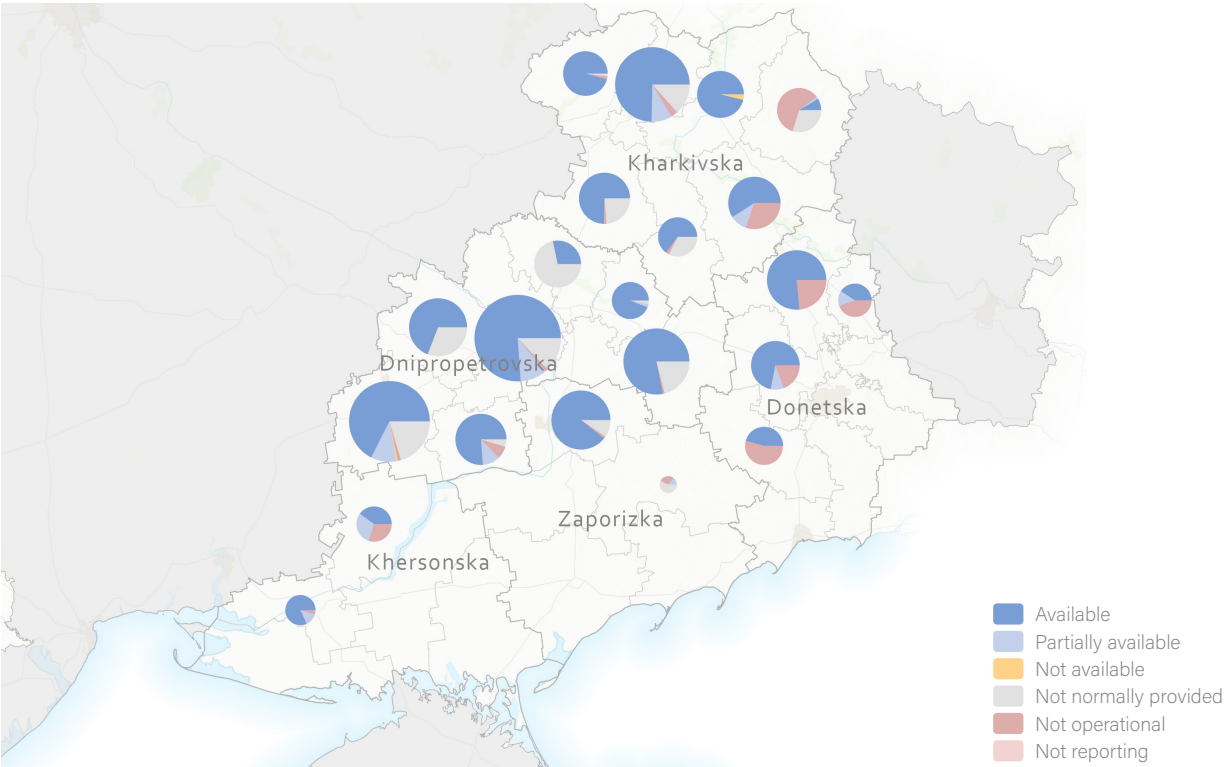 Kharkivska
Dnipropetrovska
Donetska
Zaporizka
Khersonska
Available
Partially available
Not available
Not normally provided
Not operational
Not reporting